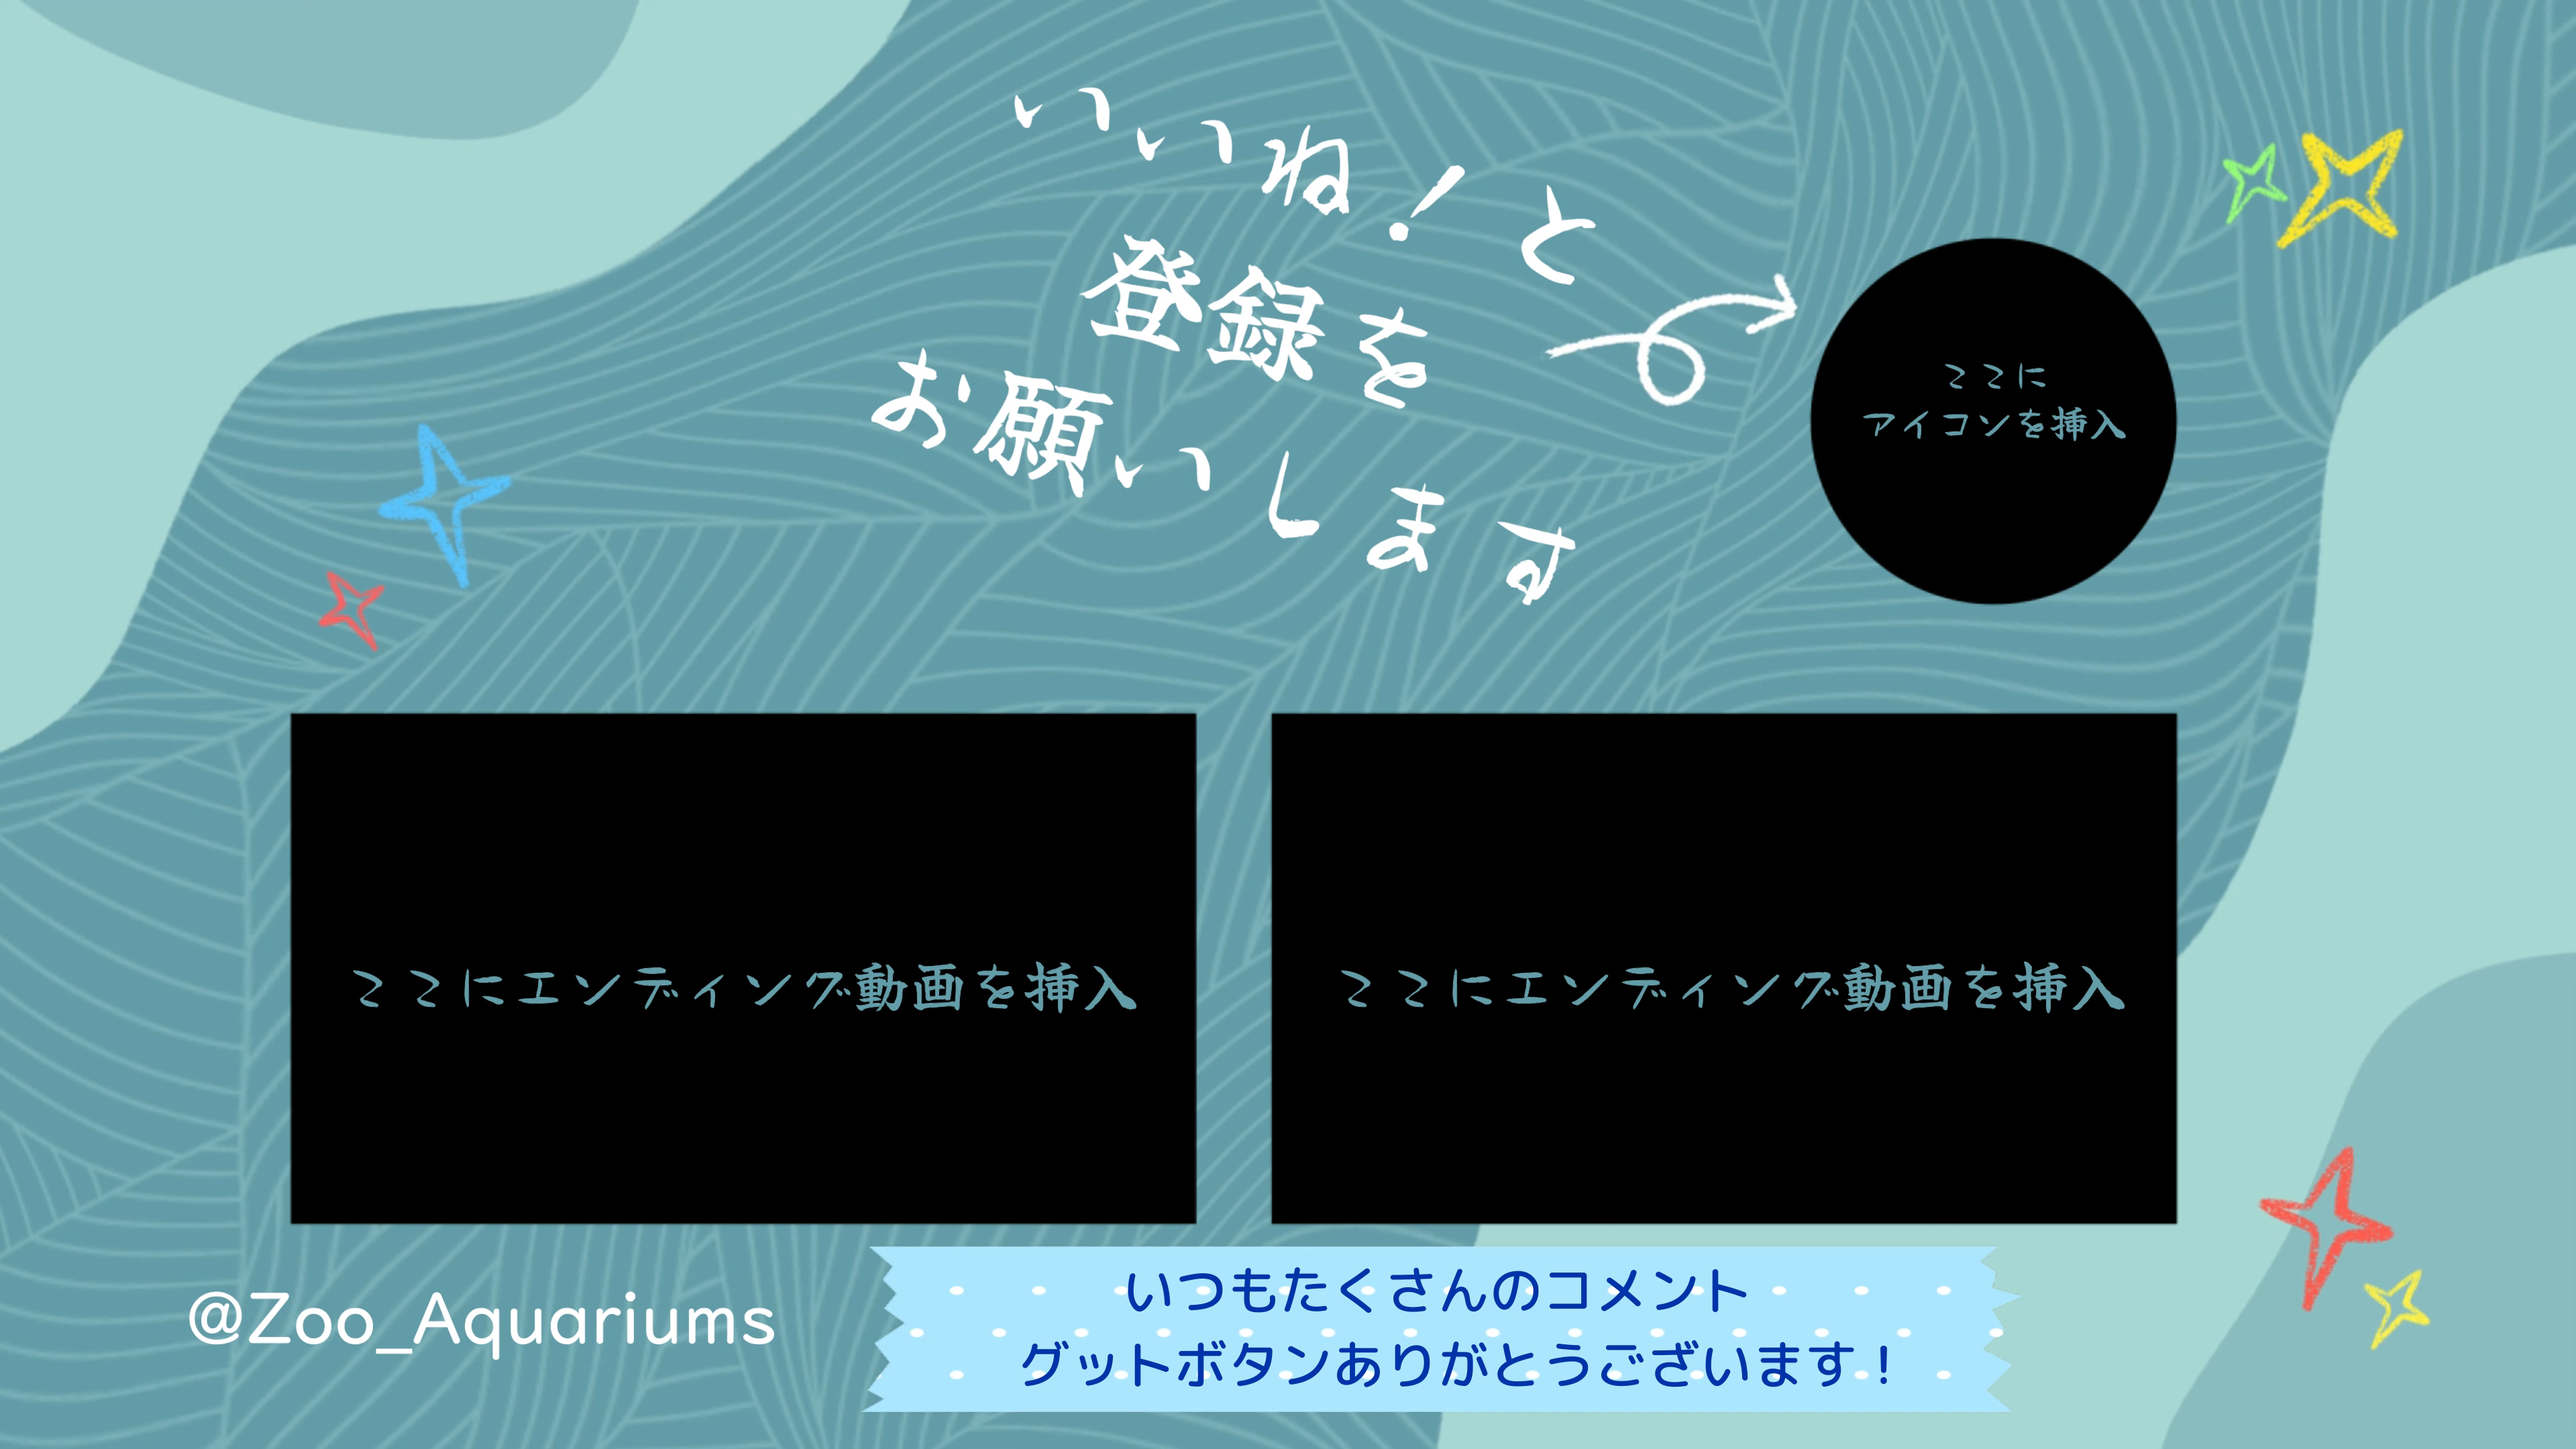 いいね！と
登録を
お願いします
ここに
アイコンを挿入
ここにエンディング動画を挿入
ここにエンディング動画を挿入
@Zoo_Aquariums
いつもたくさんのコメント
グットボタンありがとうございます！